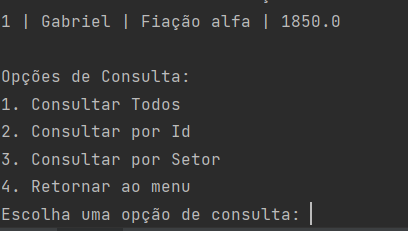 1 | Gabriel | Fiação alfa | 1850.0
Opções de Consulta:
1. Consultar Todos
2. Consultar por Id
3. Consultar por Setor
4. Retornar ao menu
Escolha uma opção de consulta: